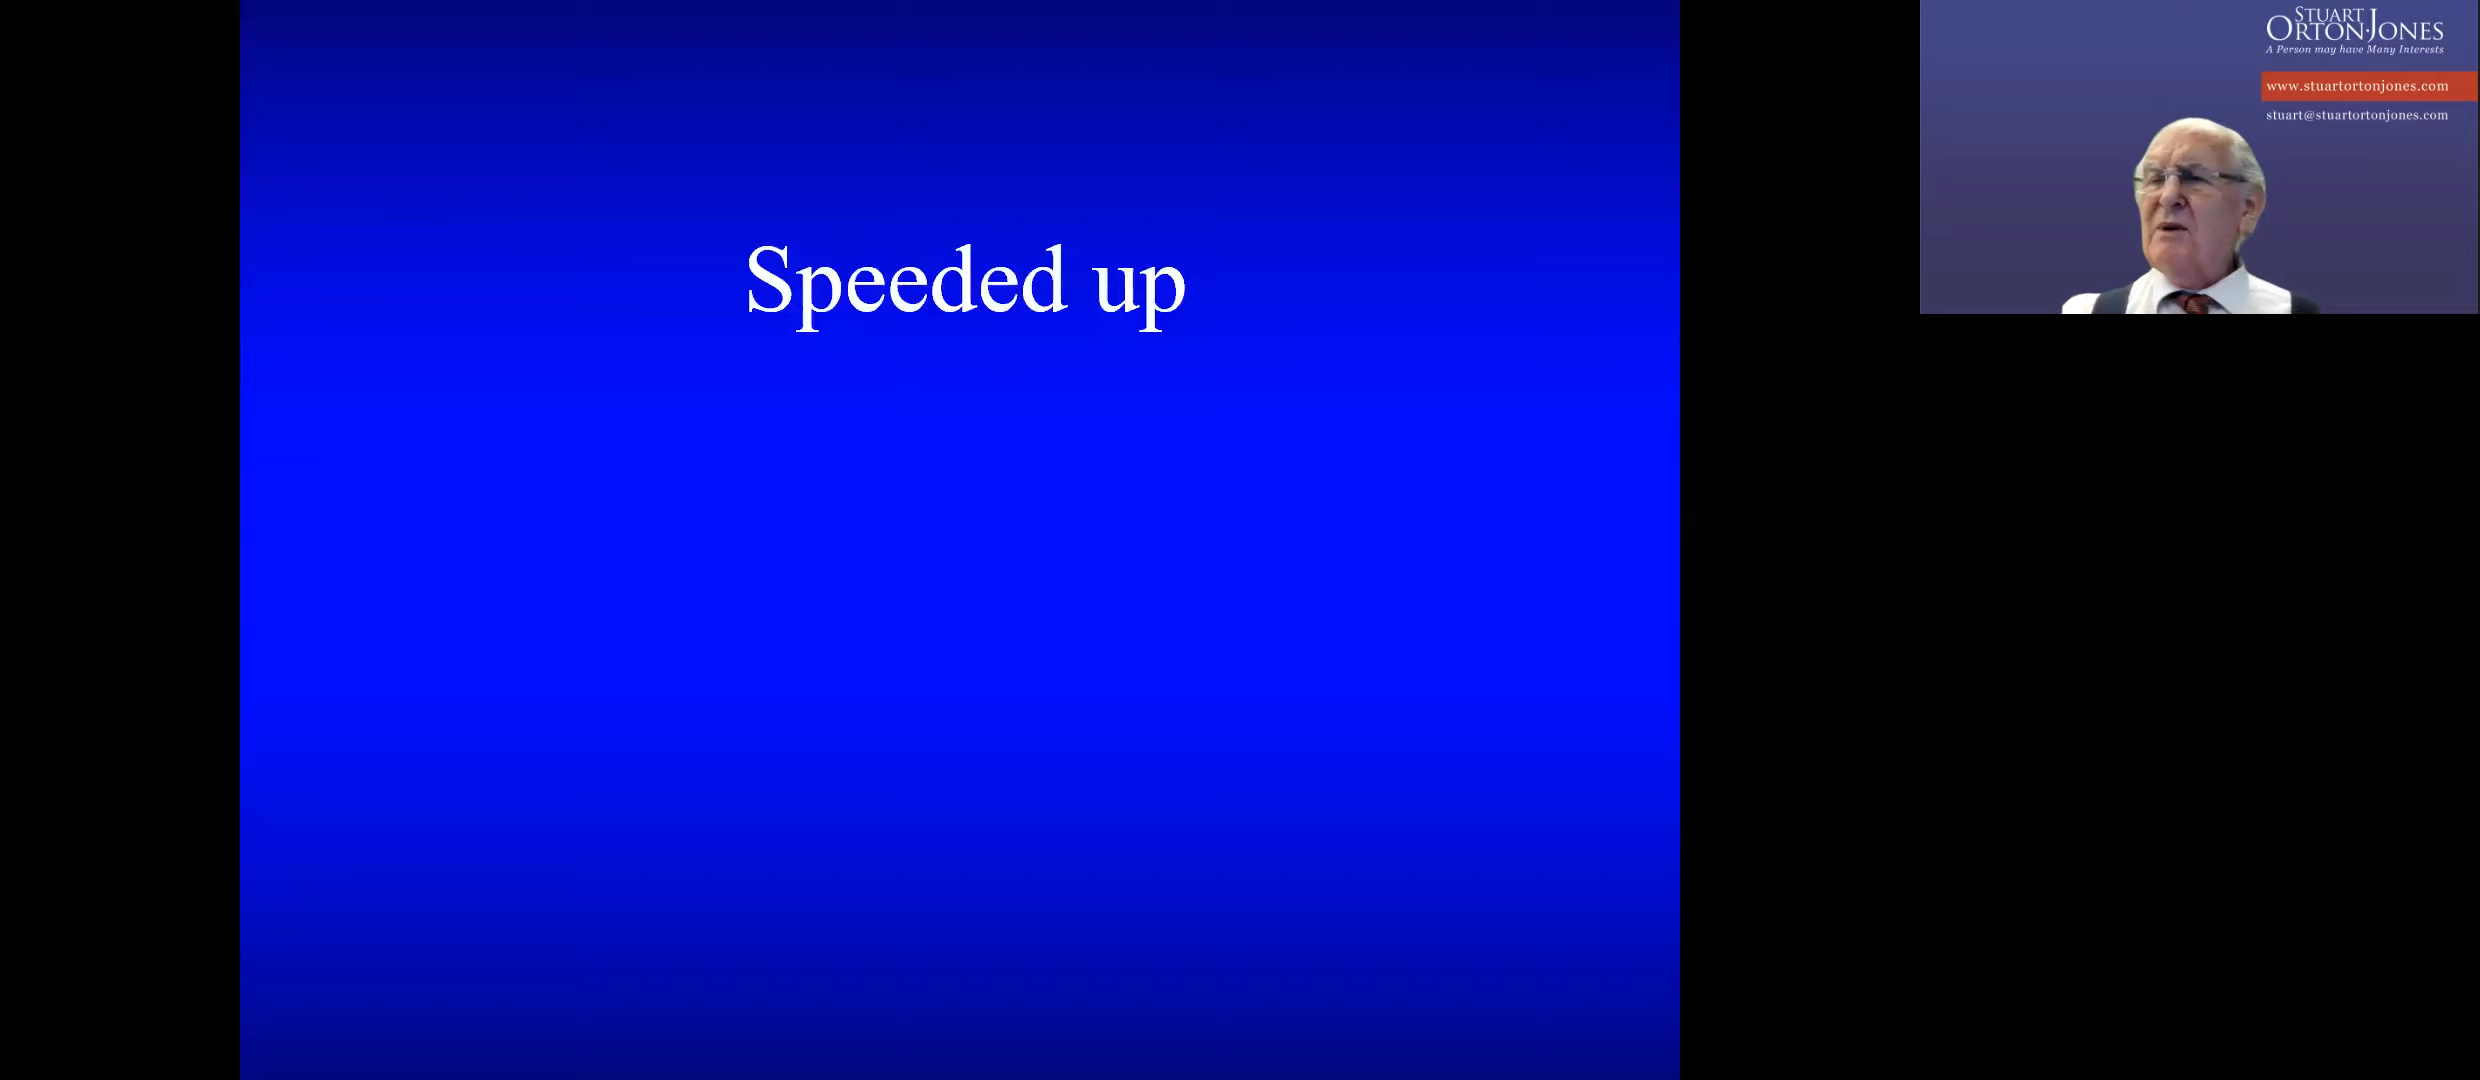 Speeded up
STUART
ORTON-JONES
A Person may have Many Interests
www.stuartortonjones.com
stuart@stuartortonjones.com